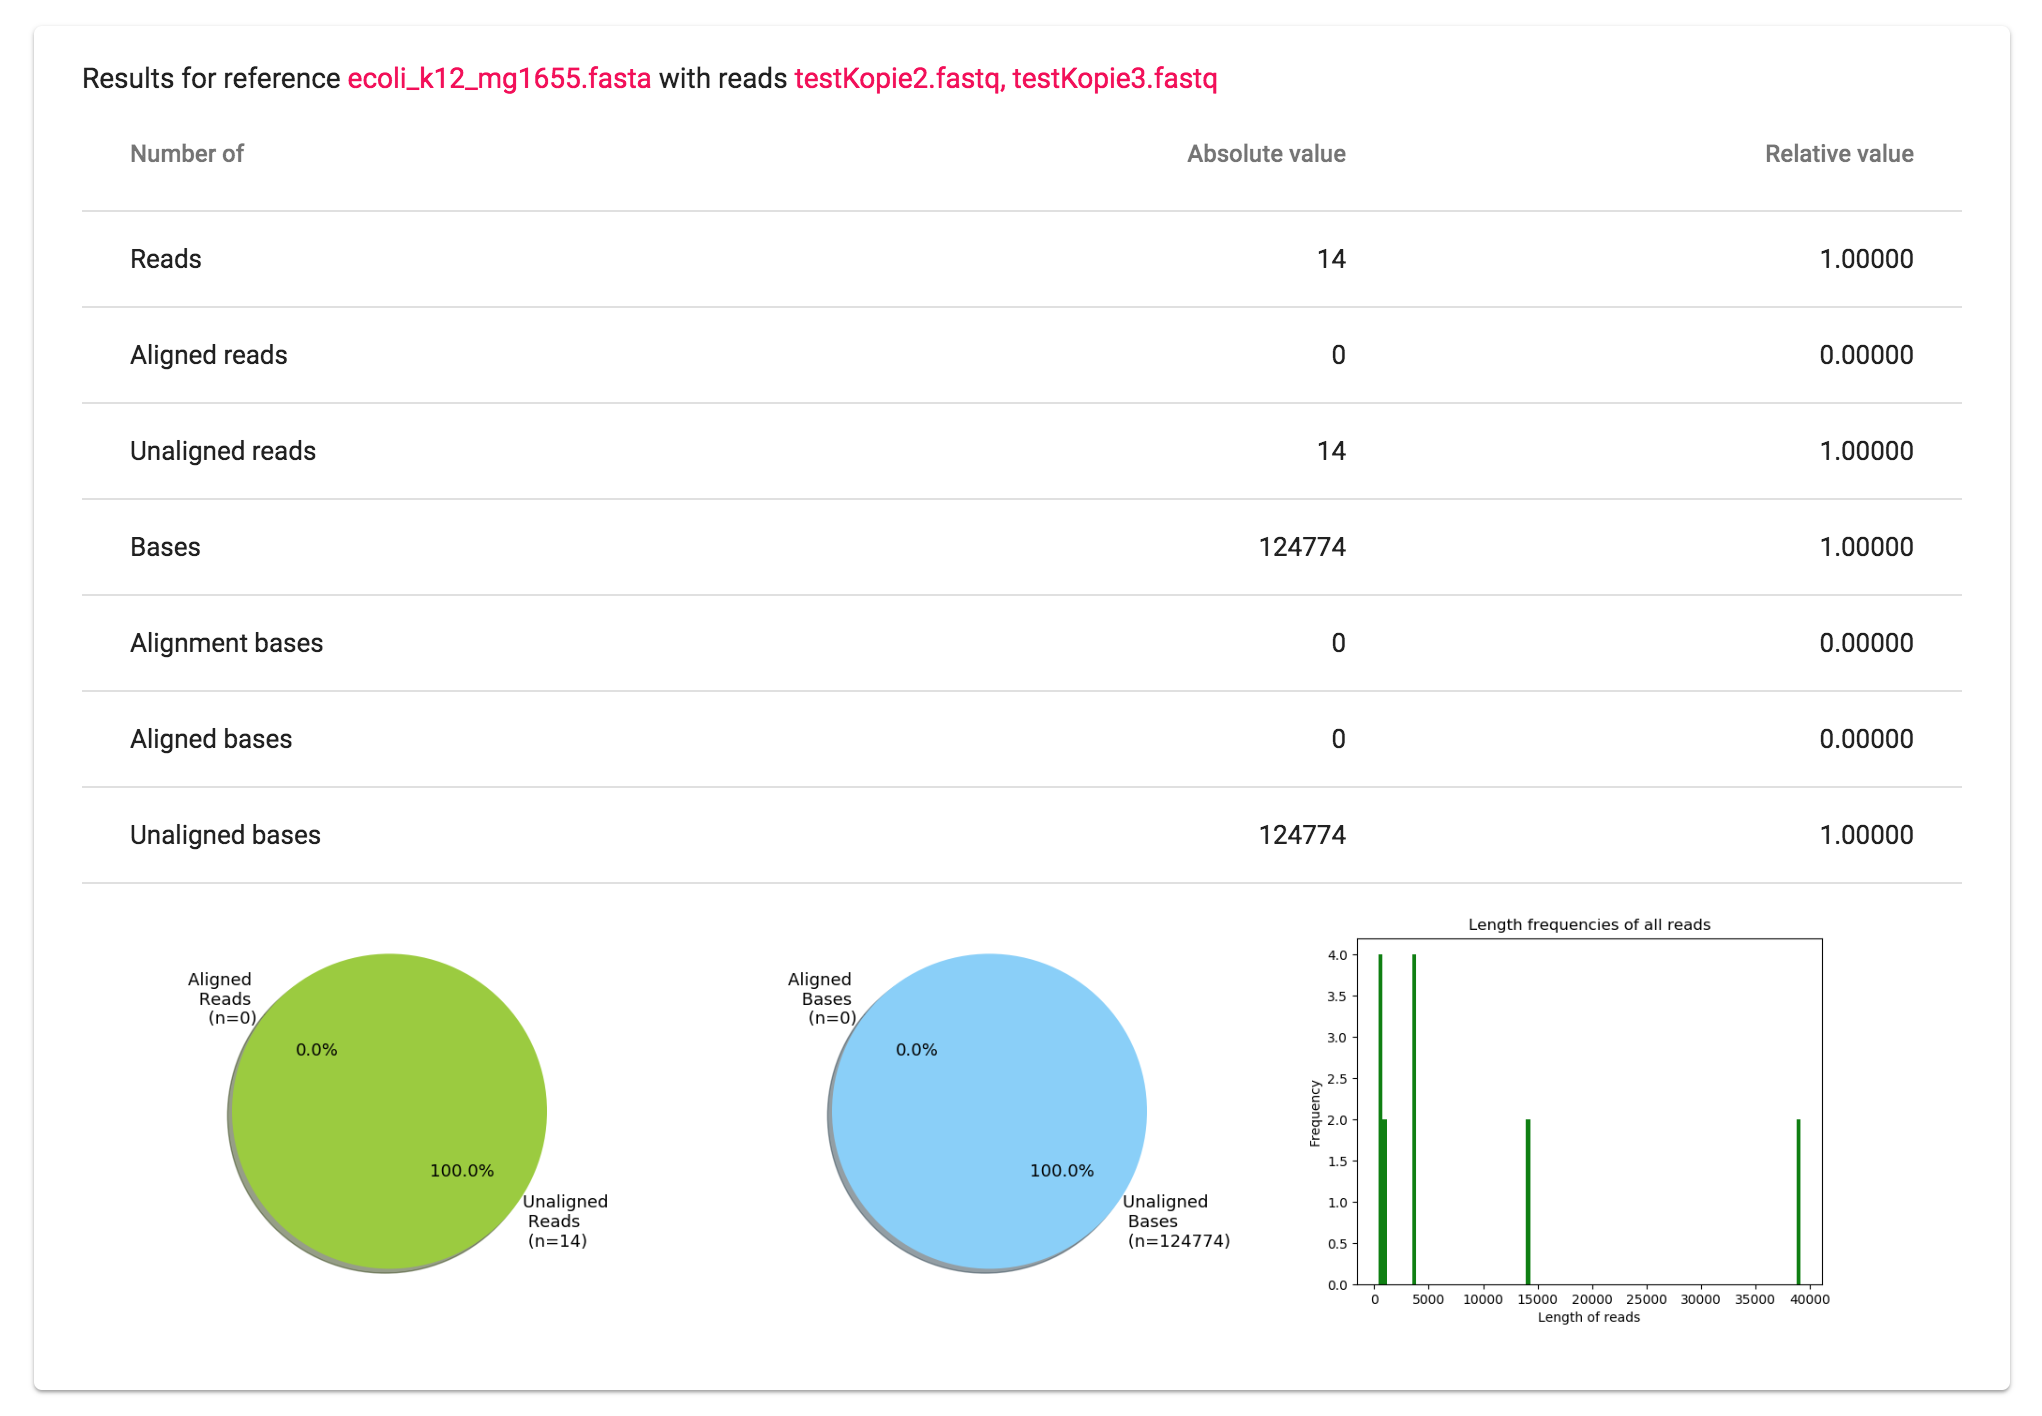 Results for reference ecoli_k12_mg1655.fasta with reads testKopie2.fastq, testKopie3.fastq
Number of Absolute value Relative value
Reads 14 1.00000
Aligned reads 0 0.00000
Unaligned reads 14 1.00000
Bases 124774 1.00000
Alignment bases 0 0.00000
Aligned bases 0 0.00000
Unaligned bases 124774 1.00000
Aligned
Reads
(n=0)
0.0%
100.0%
Unaligned
Reads
(n=14)
Aligned
Bases
(n=0)
0.0%
100.0%
Unaligned
Bases
(n=124774)
Length frequencies of all reads
4.0
3.5
3.0
2.5
2.0
1.5
1.0
0.5
0.0
Frequency
0 5000 10000 15000 20000 25000 30000 35000 40000
Length of reads